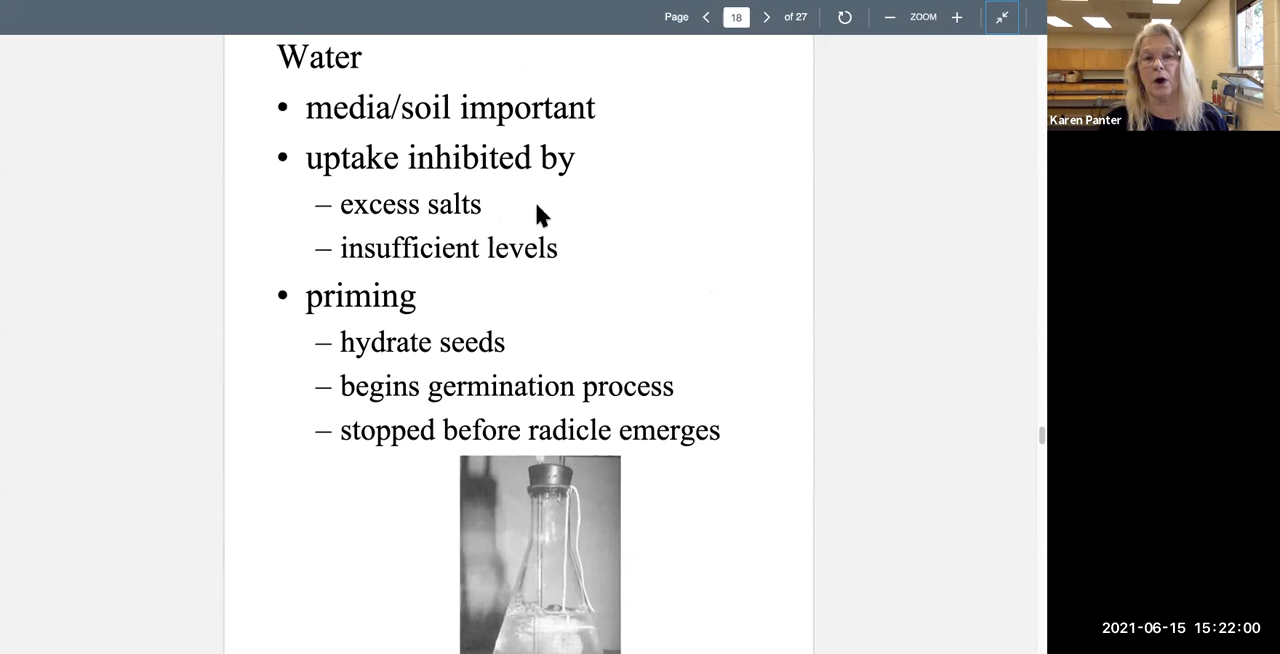 Page 18 of 27 ZOOM
Water
• media/soil important
• uptake inhibited by
– excess salts
– insufficient levels
• priming
– hydrate seeds
– begins germination process
– stopped before radicle emerges
Karen Panter
2021-06-15 15:22:00